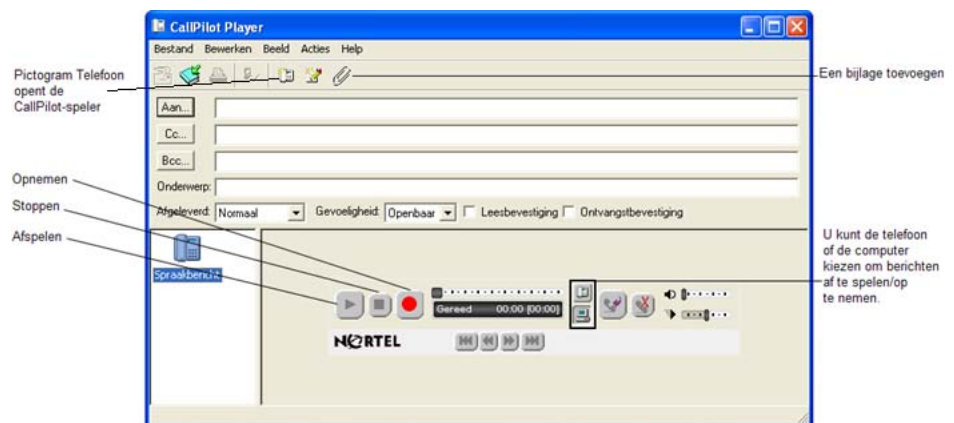 CallPilot Player
Bestand Bewerken Beeld Acties Help
Pictogram Telefoon
opent de
CallPilot-speler
Een bijlage toevoegen
Aan...
Cc...
Bcc...
Onderwerp:
Opnemen
Stoppen
Afspelen
Afgeleverd: Normaal Gevoeligheid: Openbaar Leesbevestiging Ontvangstbevestiging
Spraakbericht
Gereed 00:00 [00:00]
NORTEL
U kunt de telefoon
of de computer
kiezen om berichten
af te spelen/op
te nemen.